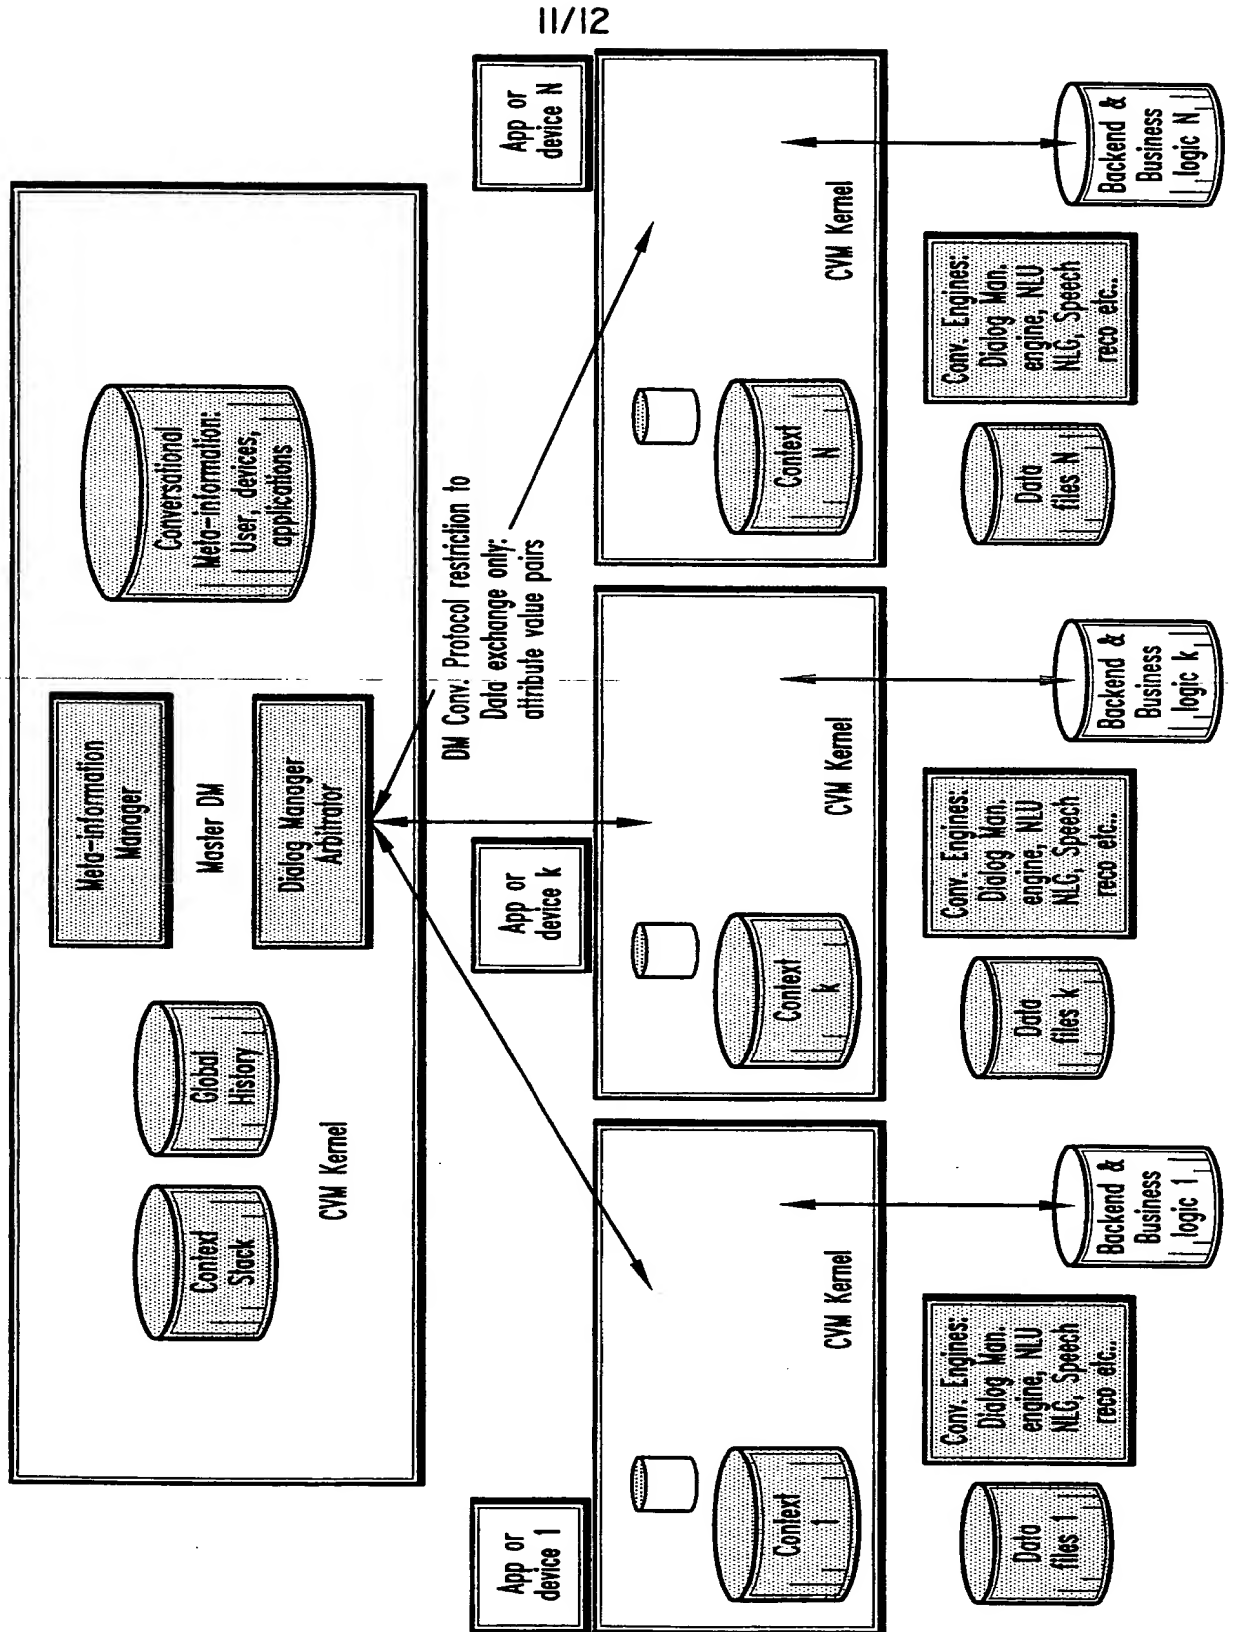 11/12
Context
Stack
Global
History
CVM Kernel
Meta-information
Manager
Master DM
Dialog Manager
Arbitrator
Conversational
Meta-information:
User, devices,
applications
DM Conv. Protocol restriction to
Data exchange only:
attribute value pairs
App or
device 1
Context
1
CVM Kernel
Data
files 1
Conv. Engines:
Dialog Man.
engine, NLU
NLG, Speech
reco etc..
Backend &
Business
logic 1
App or
device k
Context
k
CVM Kernel
Data
files k
Conv. Engines:
Dialog Man.
engine, NLU
NLG, Speech
reco etc..
Backend &
Business
logic k
App or
device N
Context
N
CVM Kernel
Data
files N
Conv. Engines:
Dialog Man.
engine, NLU
NLG, Speech
reco etc..
Backend &
Business
logic N